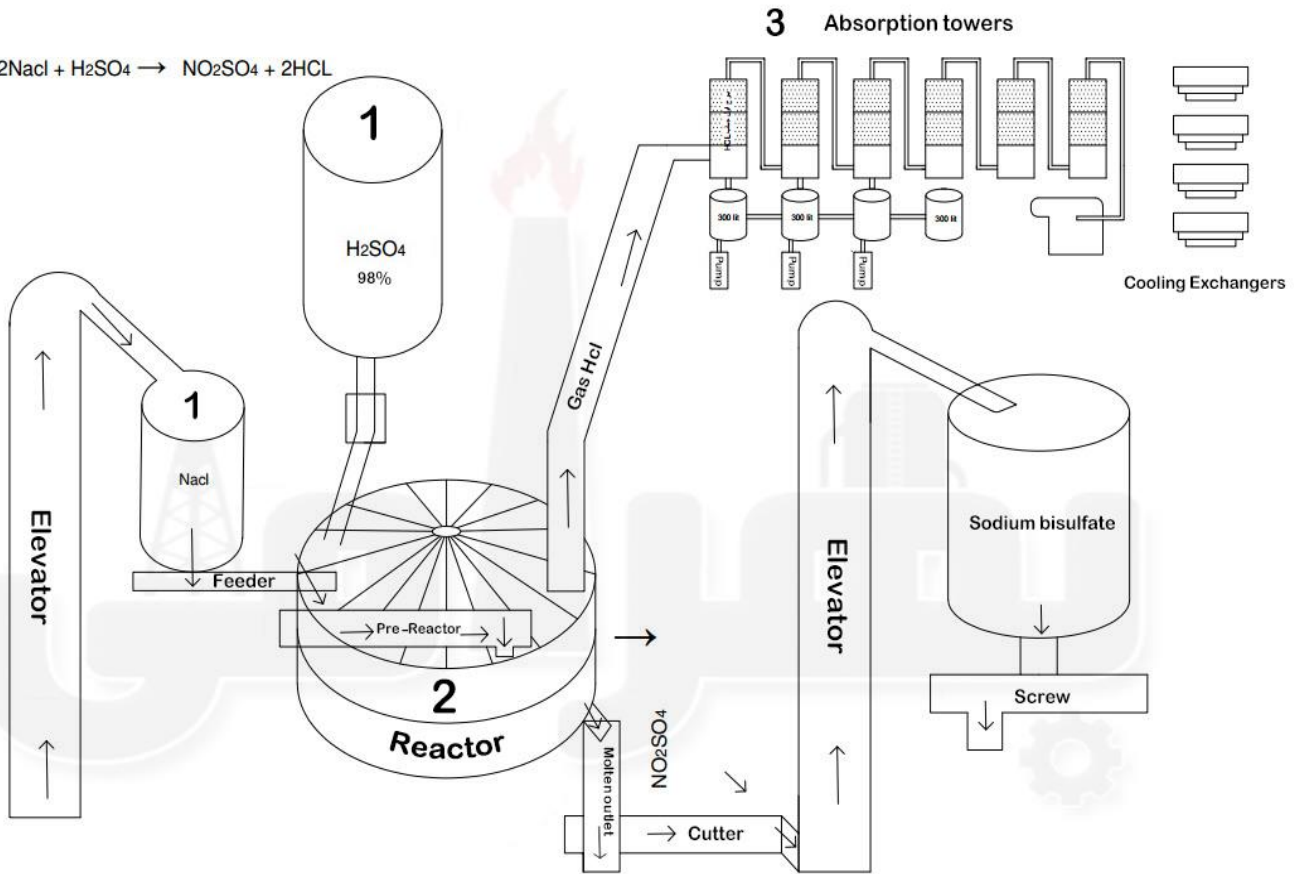 3 Absorption towers
2Nacl + H2SO4 → NO2SO4 + 2HCL
1
H2SO4
98%
300 lit
300 lit
300 lit
Pump
Pump
Pump
Cooling Exchangers
Gas Hcl
1
Nacl
Elevator
Feeder
Pre-Reactor
2
Reactor
Molten outlet
NO2SO4
Cutter
Elevator
Sodium bisulfate
Screw